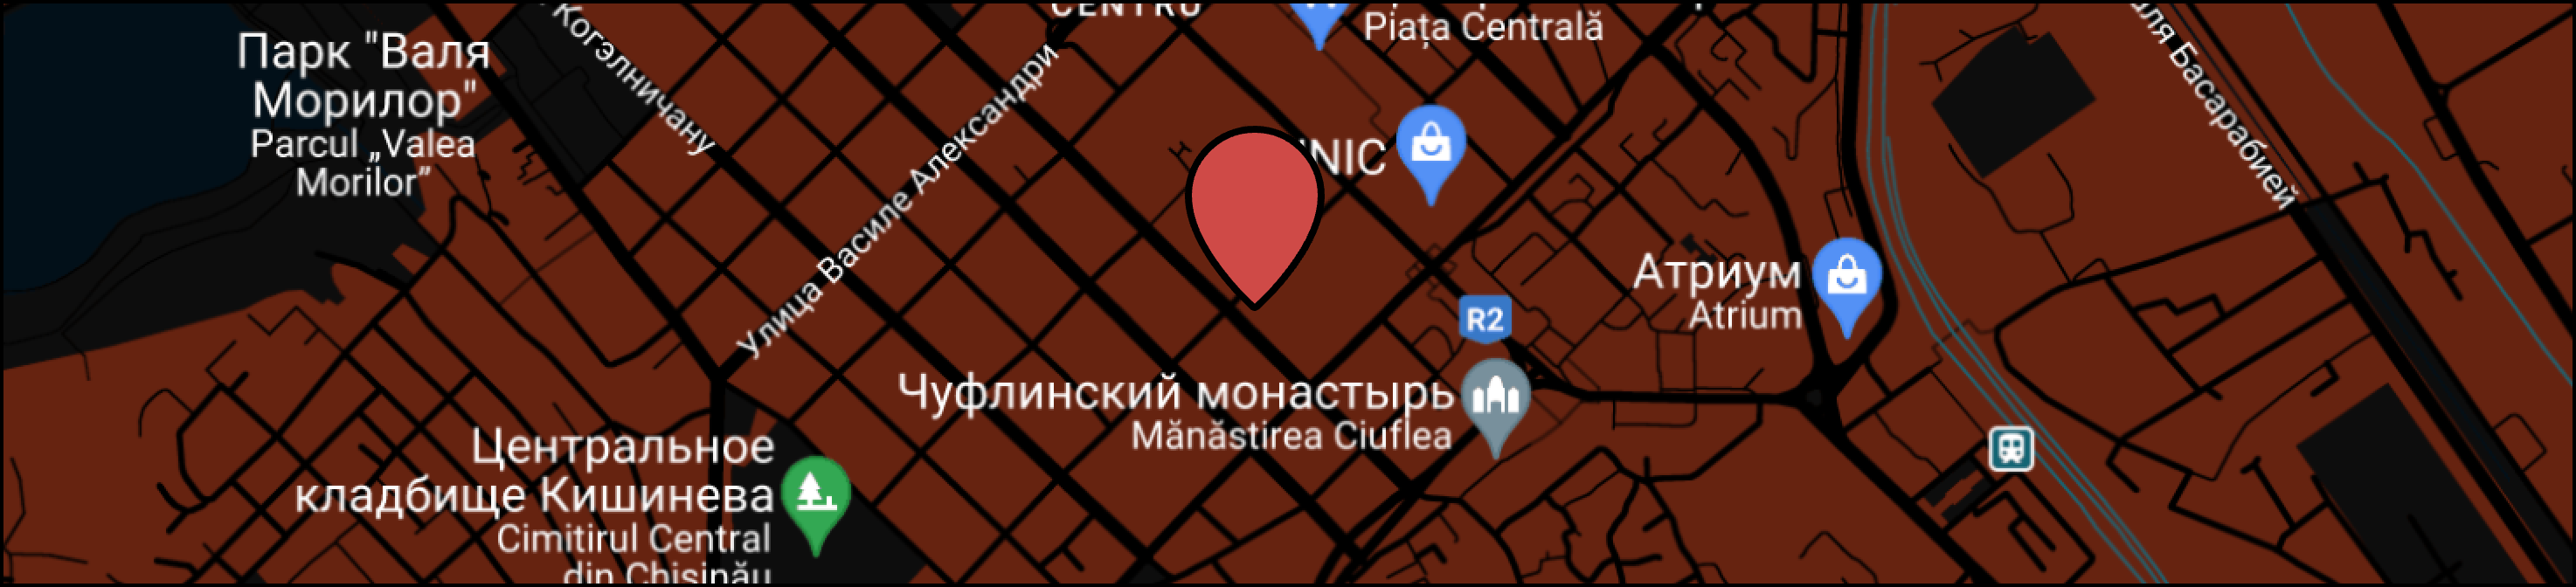 CENTRU
Piața Centrală
Когэлничану
Парк "Валя
Морилор"
Parcul „Valea
Morilor”
Улица Василе Александри
NIC
Басарабией
Атриум
Atrium
R2
Чуфлинский монастырь
Mănăstirea Ciuflea
Центральное
кладбище Кишинева
Cimitirul Central
din Chișinău